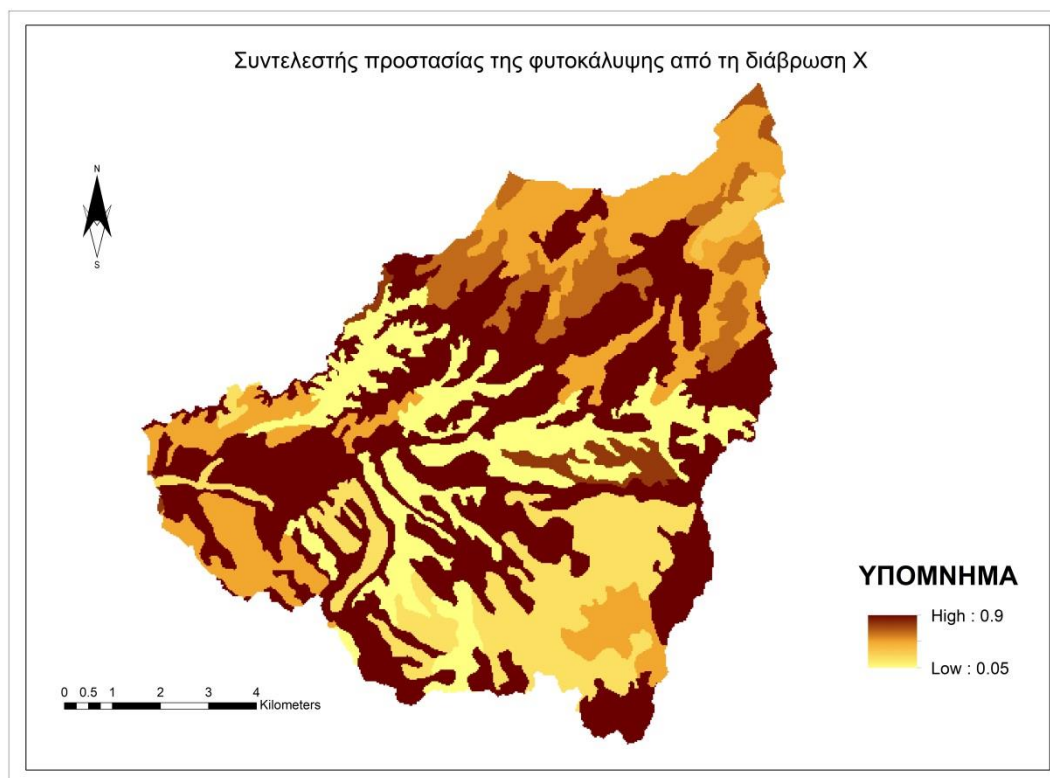 Συντελεστής προστασίας της φυτοκάλυψης από τη διάβρωση Χ
N
S
ΥΠΟΜΝΗΜΑ
High : 0.9
Low : 0.05
0 0.5 1 2 3 4
Kilometers